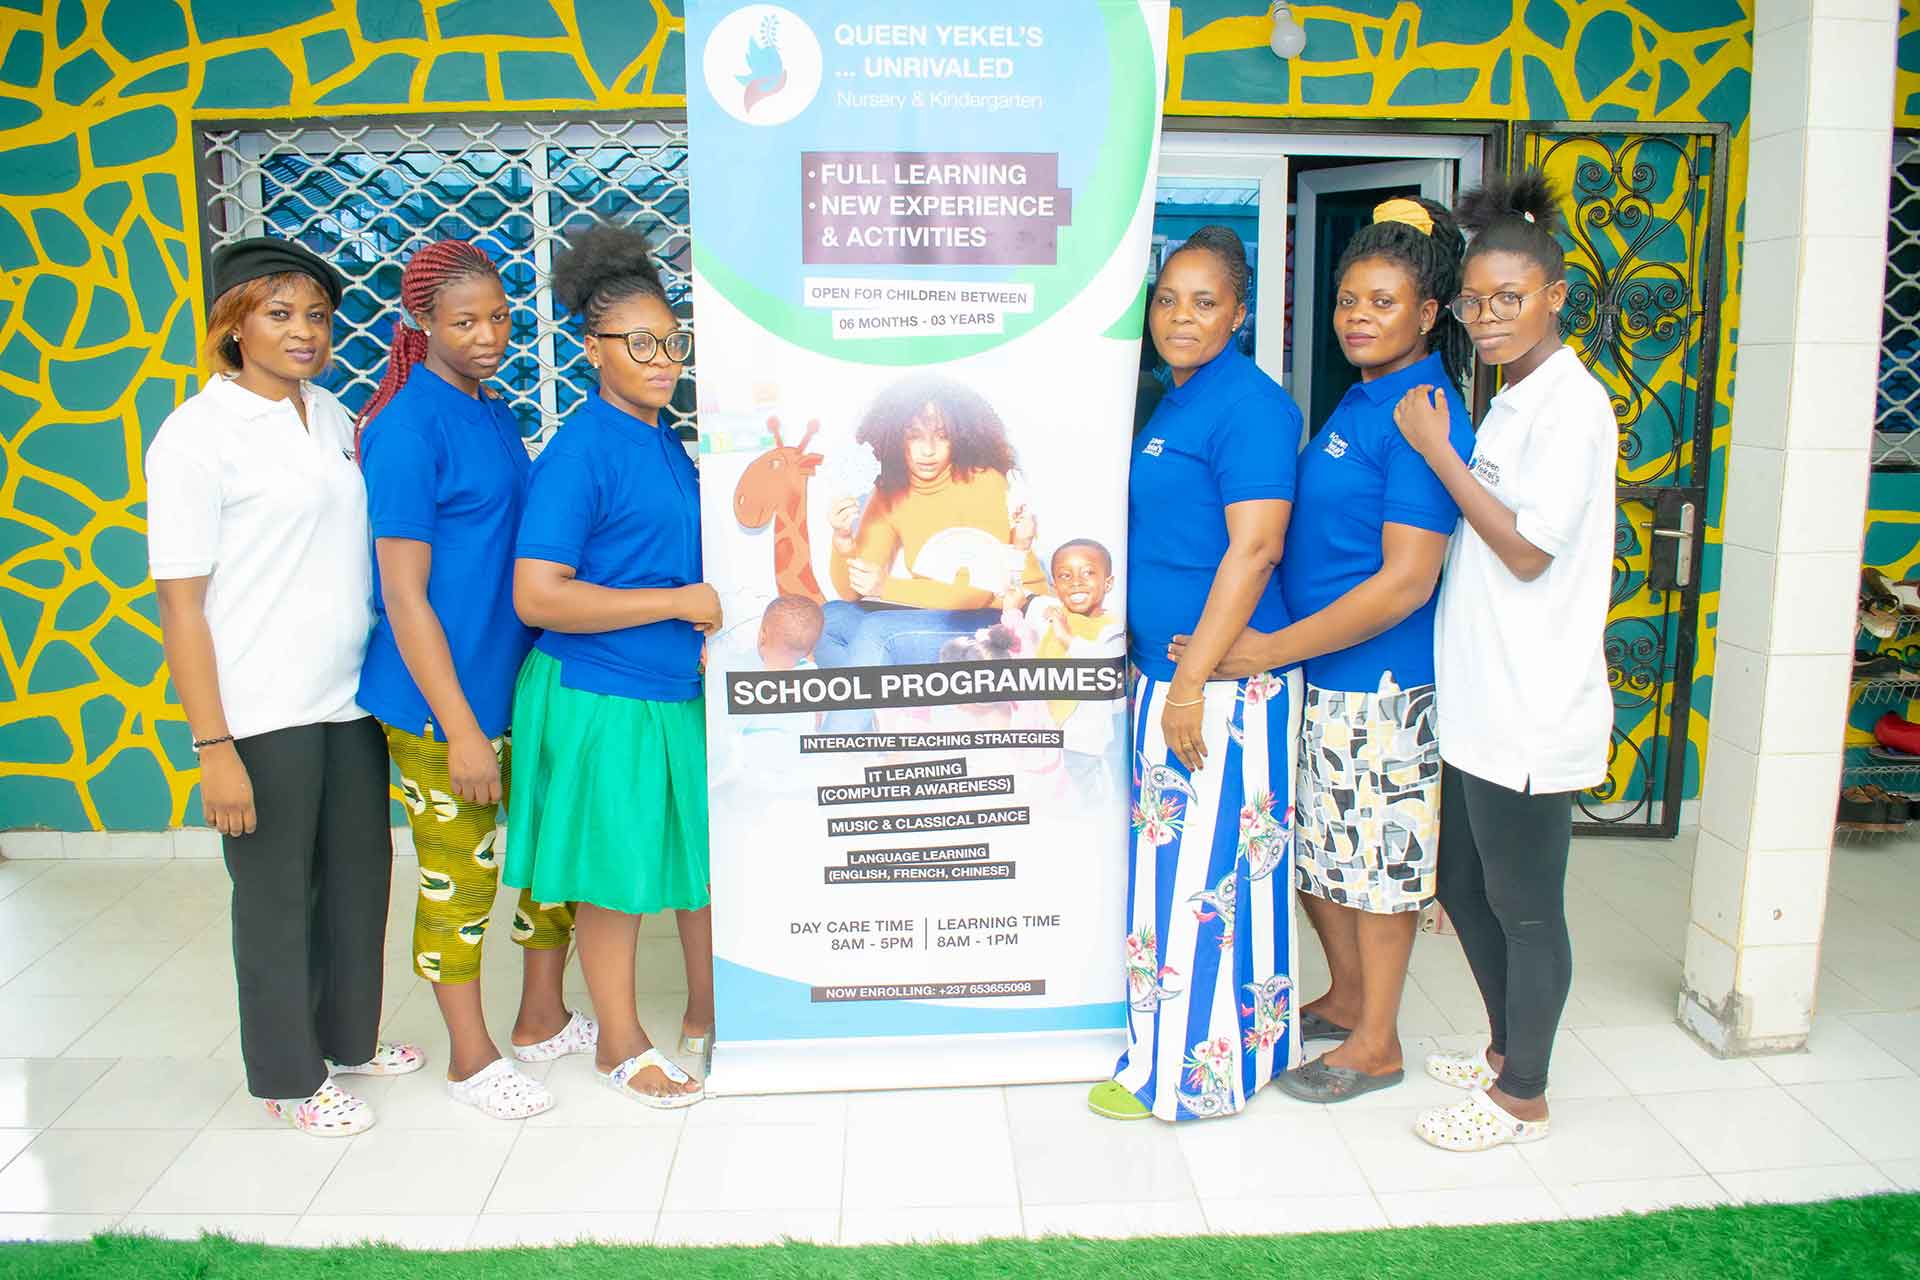 QUEEN YEKEL'S
... UNRIVALED
Nursery & Kindergarten
• FULL LEARNING
• NEW EXPERIENCE
& ACTIVITIES
OPEN FOR CHILDREN BETWEEN
06 MONTHS - 03 YEARS
SCHOOL PROGRAMMES:
INTERACTIVE TEACHING STRATEGIES
IT LEARNING
(COMPUTER AWARENESS)
MUSIC & CLASSICAL DANCE
LANGUAGE LEARNING
(ENGLISH, FRENCH, CHINESE)
DAY CARE TIME
8AM - 5PM
LEARNING TIME
8AM - 1PM
NOW ENROLLING: +237 653655098
Queen
Yekel's